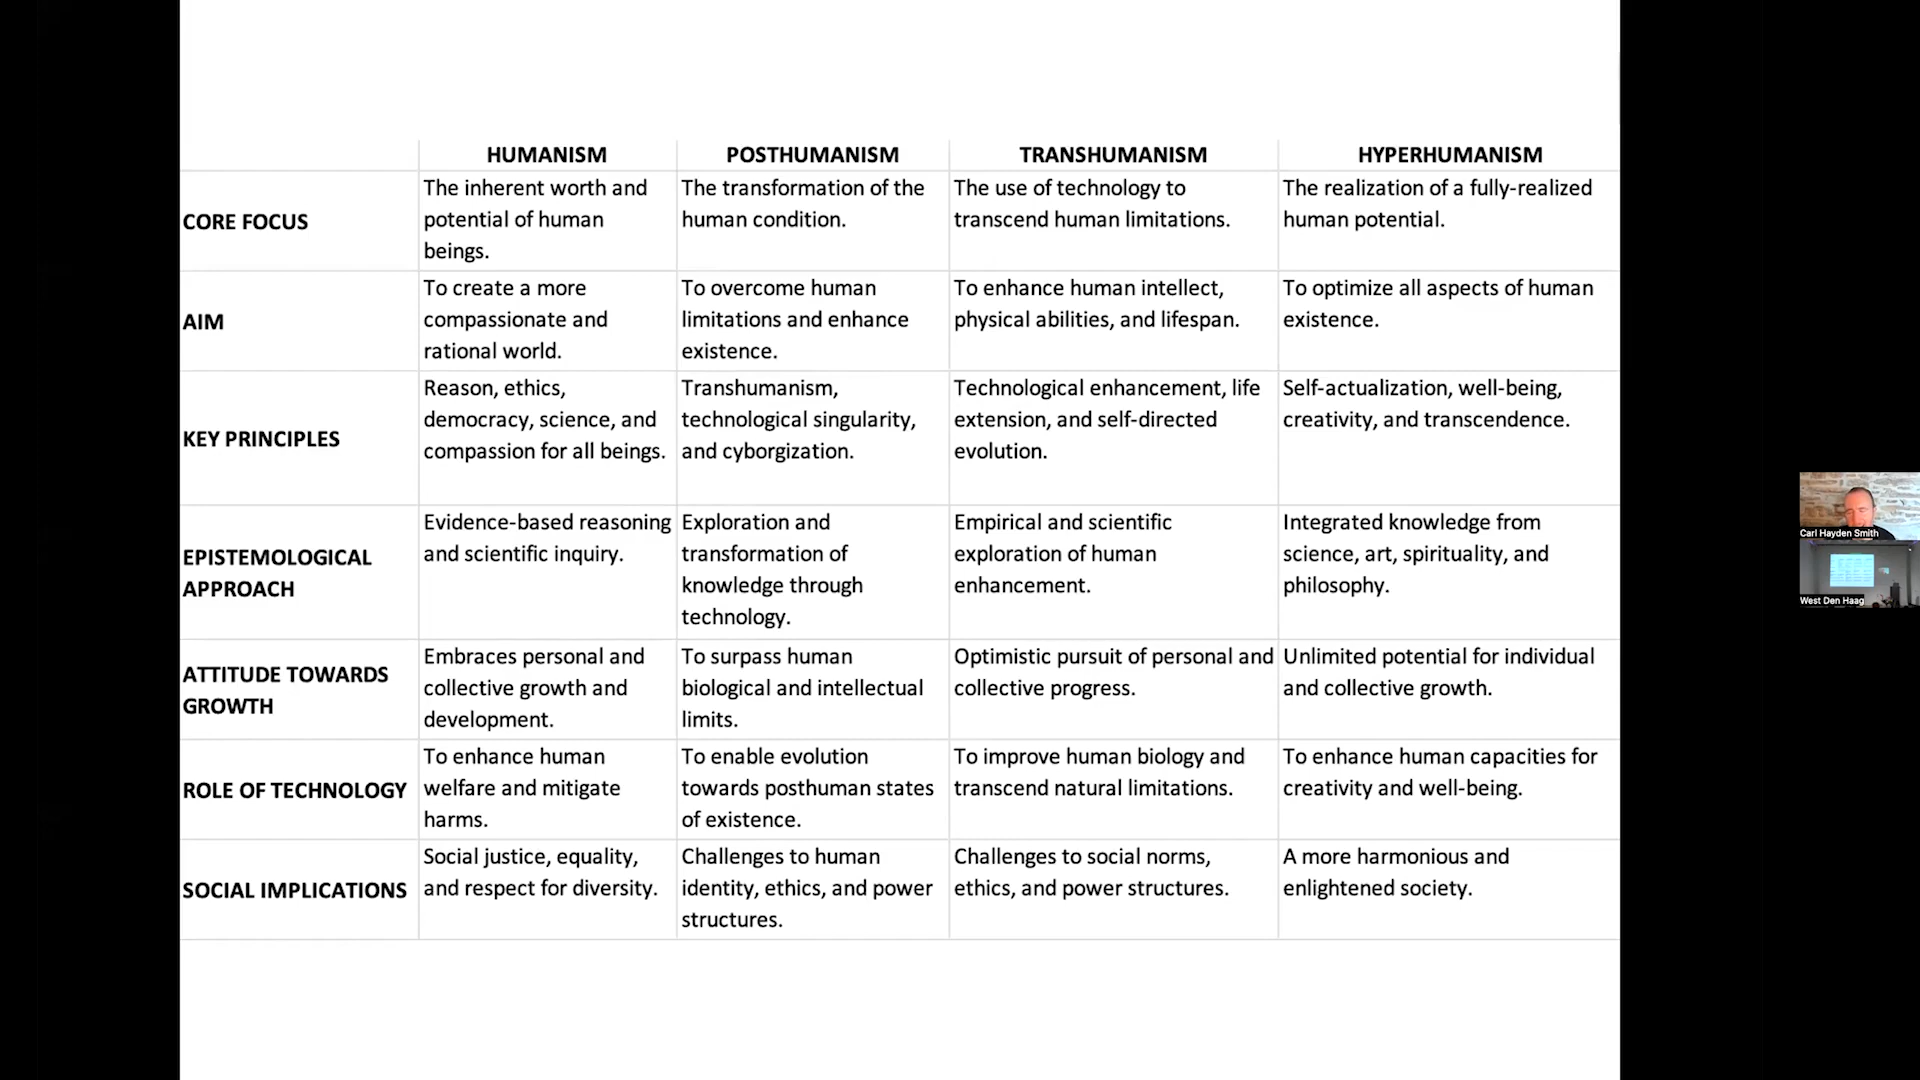 HUMANISM POSTHUMANISM TRANSHUMANISM HYPERHUMANISM
CORE FOCUS
The inherent worth and
potential of human
beings.
The transformation of the
human condition.
The use of technology to
transcend human limitations.
The realization of a fully-realized
human potential.
AIM
To create a more
compassionate and
rational world.
To overcome human
limitations and enhance
existence.
To enhance human intellect,
physical abilities, and lifespan.
To optimize all aspects of human
existence.
KEY PRINCIPLES
Reason, ethics,
democracy, science, and
compassion for all beings.
Transhumanism,
technological singularity,
and cyborgization.
Technological enhancement, life
extension, and self-directed
evolution.
Self-actualization, well-being,
creativity, and transcendence.
EPISTEMOLOGICAL
APPROACH
Evidence-based reasoning
and scientific inquiry.
Exploration and
transformation of
knowledge through
technology.
Empirical and scientific
exploration of human
enhancement.
Integrated knowledge from
science, art, spirituality, and
philosophy.
ATTITUDE TOWARDS
GROWTH
Embraces personal and
collective growth and
development.
To surpass human
biological and intellectual
limits.
Optimistic pursuit of personal and
collective progress.
Unlimited potential for individual
and collective growth.
ROLE OF TECHNOLOGY
To enhance human
welfare and mitigate
harms.
To enable evolution
towards posthuman states
of existence.
To improve human biology and
transcend natural limitations.
To enhance human capacities for
creativity and well-being.
SOCIAL IMPLICATIONS
Social justice, equality,
and respect for diversity.
Challenges to human
identity, ethics, and power
structures.
Challenges to social norms,
ethics, and power structures.
A more harmonious and
enlightened society.
Carl Hayden Smith
West Den Haag